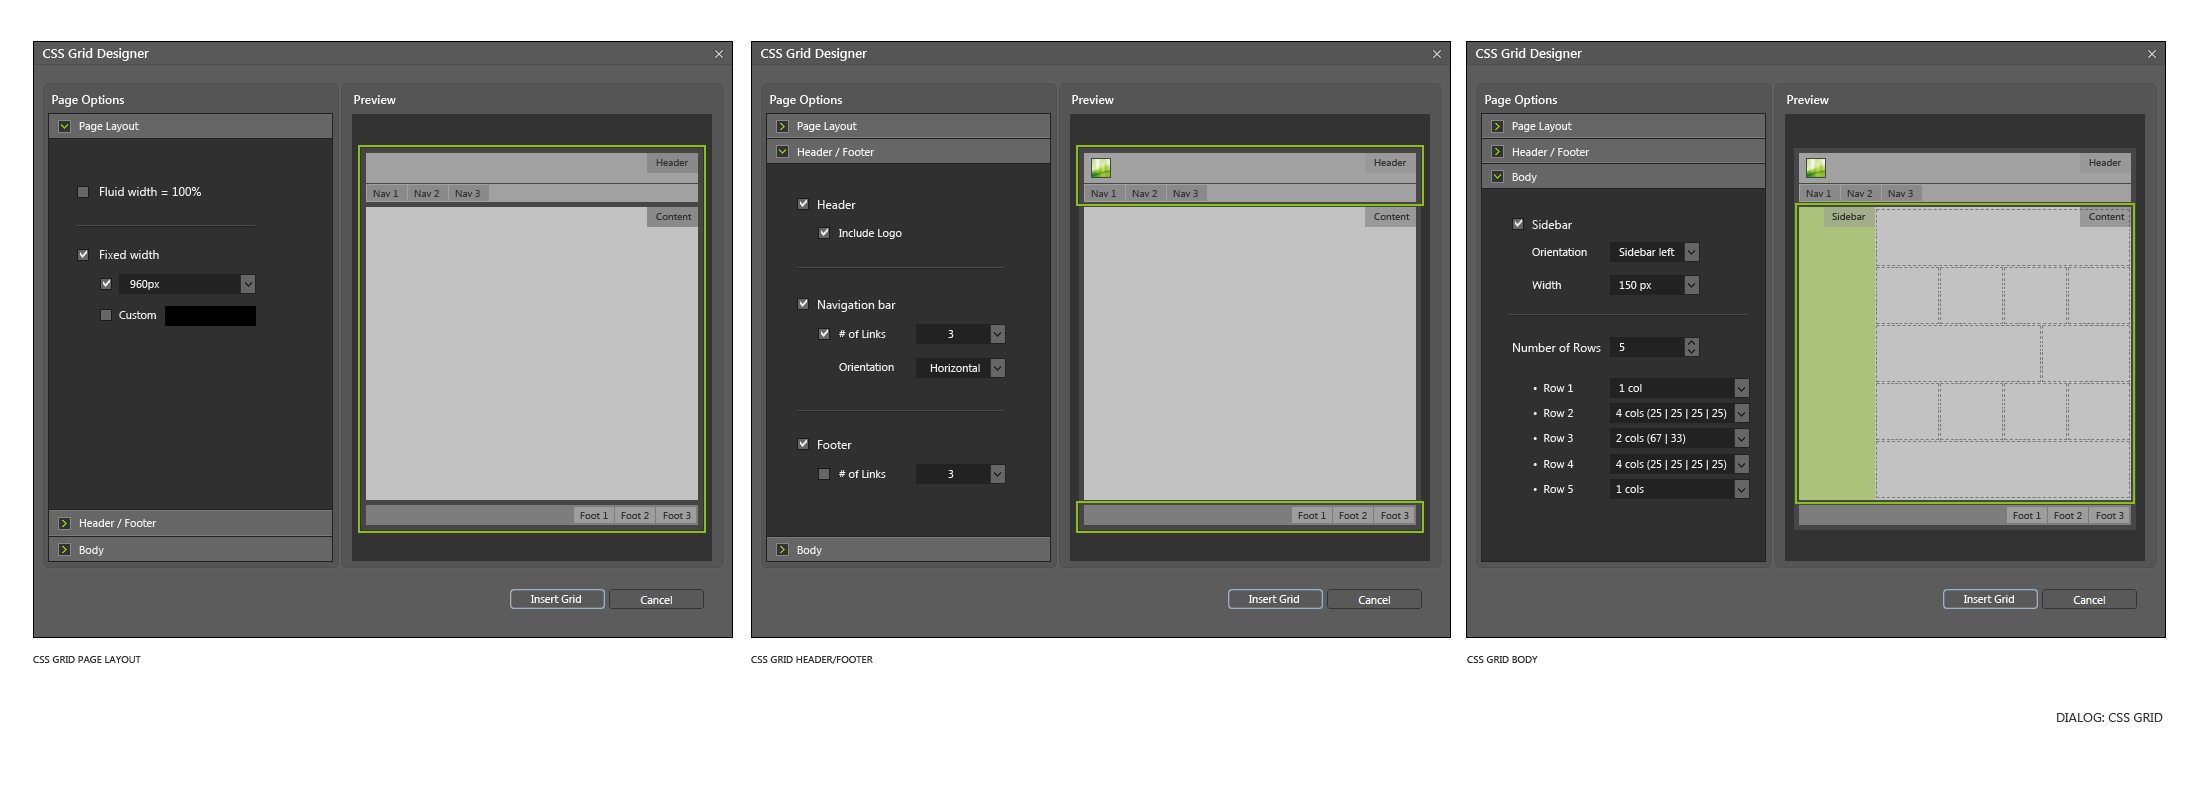 CSS Grid Designer
Page Options
Page Layout
Fluid width = 100%
Fixed width
960px
Custom
Header / Footer
Body
Preview
Header
Nav 1 Nav 2 Nav 3
Content
Foot 1 Foot 2 Foot 3
Insert Grid Cancel
CSS GRID PAGE LAYOUT
CSS Grid Designer
Page Options
Page Layout
Header / Footer
Header
Include Logo
Navigation bar
# of Links 3
Orientation Horizontal
Footer
# of Links 3
Body
Preview
Header
Nav 1 Nav 2 Nav 3
Content
Foot 1 Foot 2 Foot 3
Insert Grid Cancel
CSS GRID HEADER/FOOTER
CSS Grid Designer
Page Options
Page Layout
Header / Footer
Body
Sidebar
Orientation Sidebar left
Width 150 px
Number of Rows 5
• Row 1 1 col
• Row 2 4 cols (25 | 25 | 25 | 25)
• Row 3 2 cols (67 | 33)
• Row 4 4 cols (25 | 25 | 25 | 25)
• Row 5 1 cols
Preview
Header
Nav 1 Nav 2 Nav 3
Sidebar Content
Foot 1 Foot 2 Foot 3
Insert Grid Cancel
CSS GRID BODY
DIALOG: CSS GRID